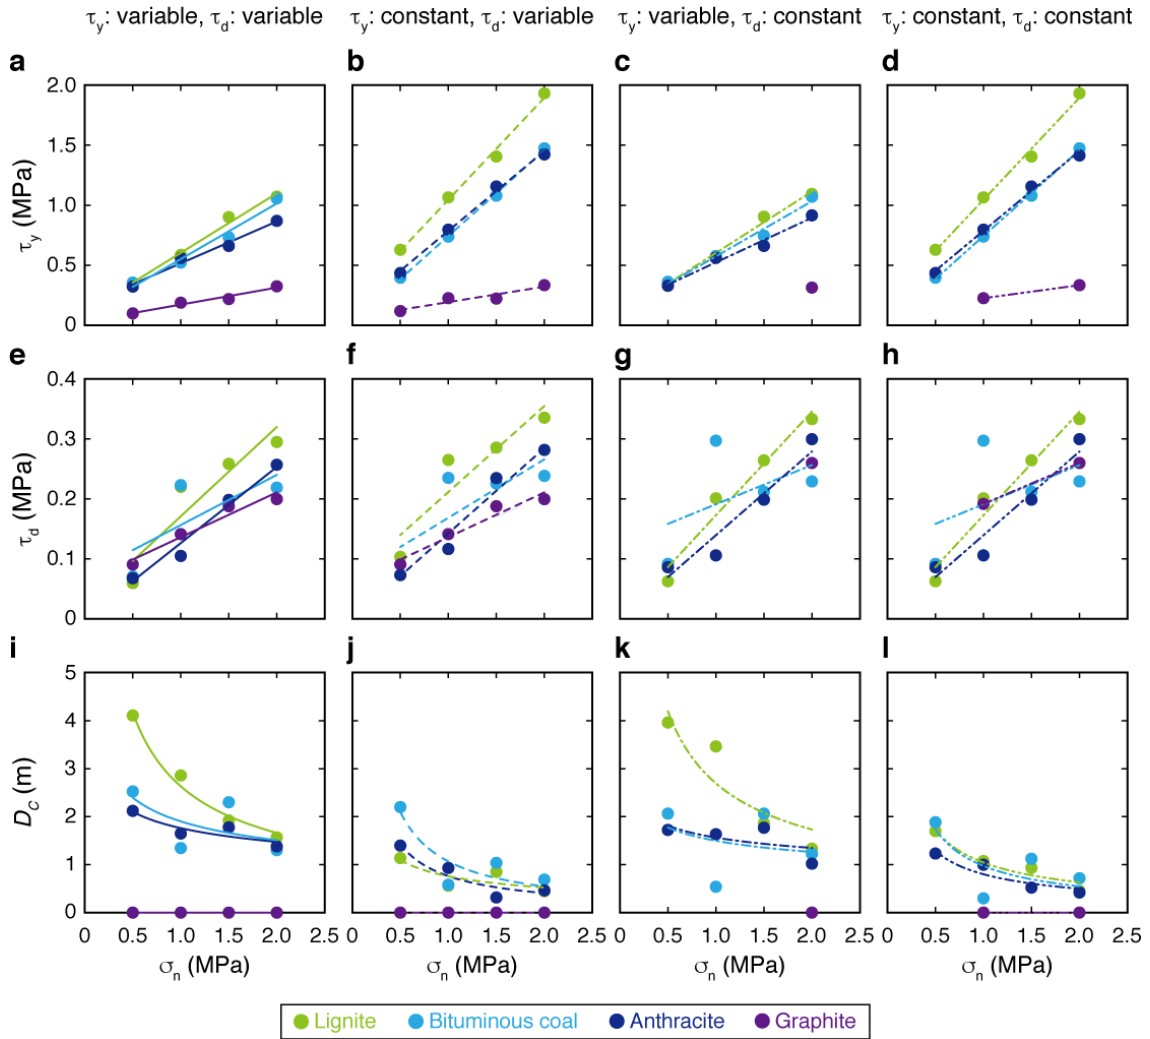 τy: variable, τd: variable τy: constant, τd: variable τy: variable, τd: constant τy: constant, τd: constant
a b c d
2.0
1.5
1.0
0.5
0
τy (MPa)
e f g h
0.4
0.3
0.2
0.1
0
τd (MPa)
i j k l
5
4
3
2
1
0
Dc (m)
0 0.5 1.0 1.5 2.0 2.5 0.5 1.0 1.5 2.0 2.5 0.5 1.0 1.5 2.0 2.5 0.5 1.0 1.5 2.0 2.5
σn (MPa) σn (MPa) σn (MPa) σn (MPa)
Lignite Bituminous coal Anthracite Graphite